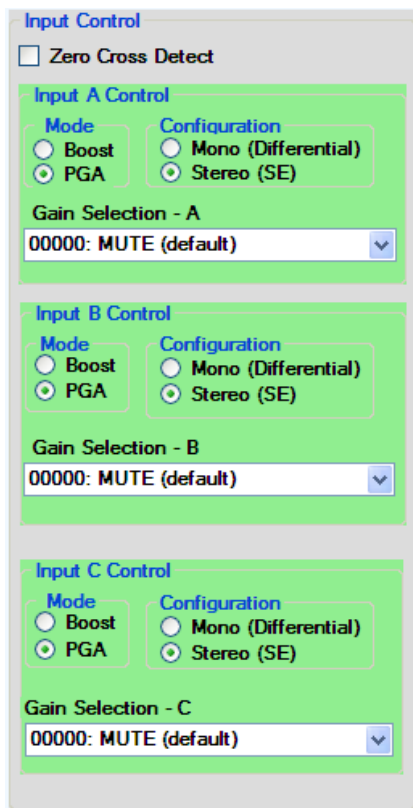 Input Control
Zero Cross Detect
Input A Control
Mode
Boost
PGA
Configuration
Mono (Differential)
Stereo (SE)
Gain Selection - A
00000: MUTE (default)
Input B Control
Mode
Boost
PGA
Configuration
Mono (Differential)
Stereo (SE)
Gain Selection - B
00000: MUTE (default)
Input C Control
Mode
Boost
PGA
Configuration
Mono (Differential)
Stereo (SE)
Gain Selection - C
00000: MUTE (default)